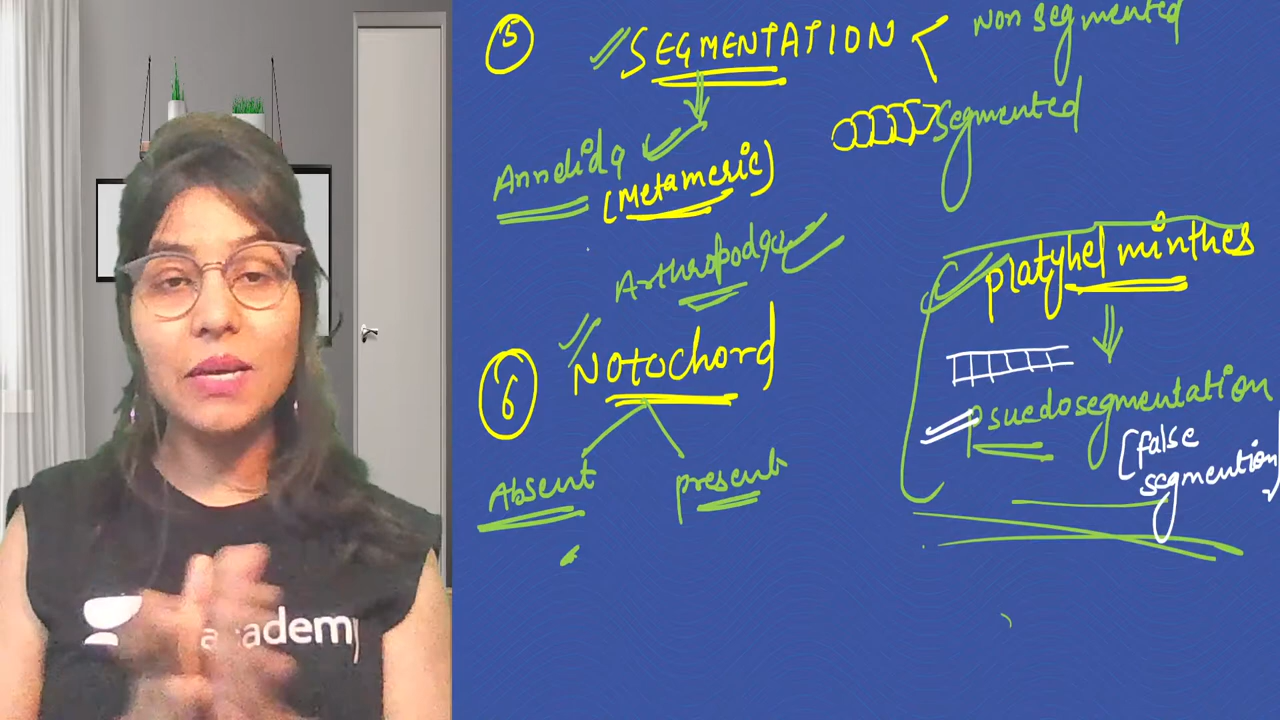 5 SEGMENTATION
Non segmented
Segmented
Annelida
(Metameric)
Arthropoda
platyhelminthes
psuedosegmentation
(false
segmention)
6 Notochord
Absent
present
academy